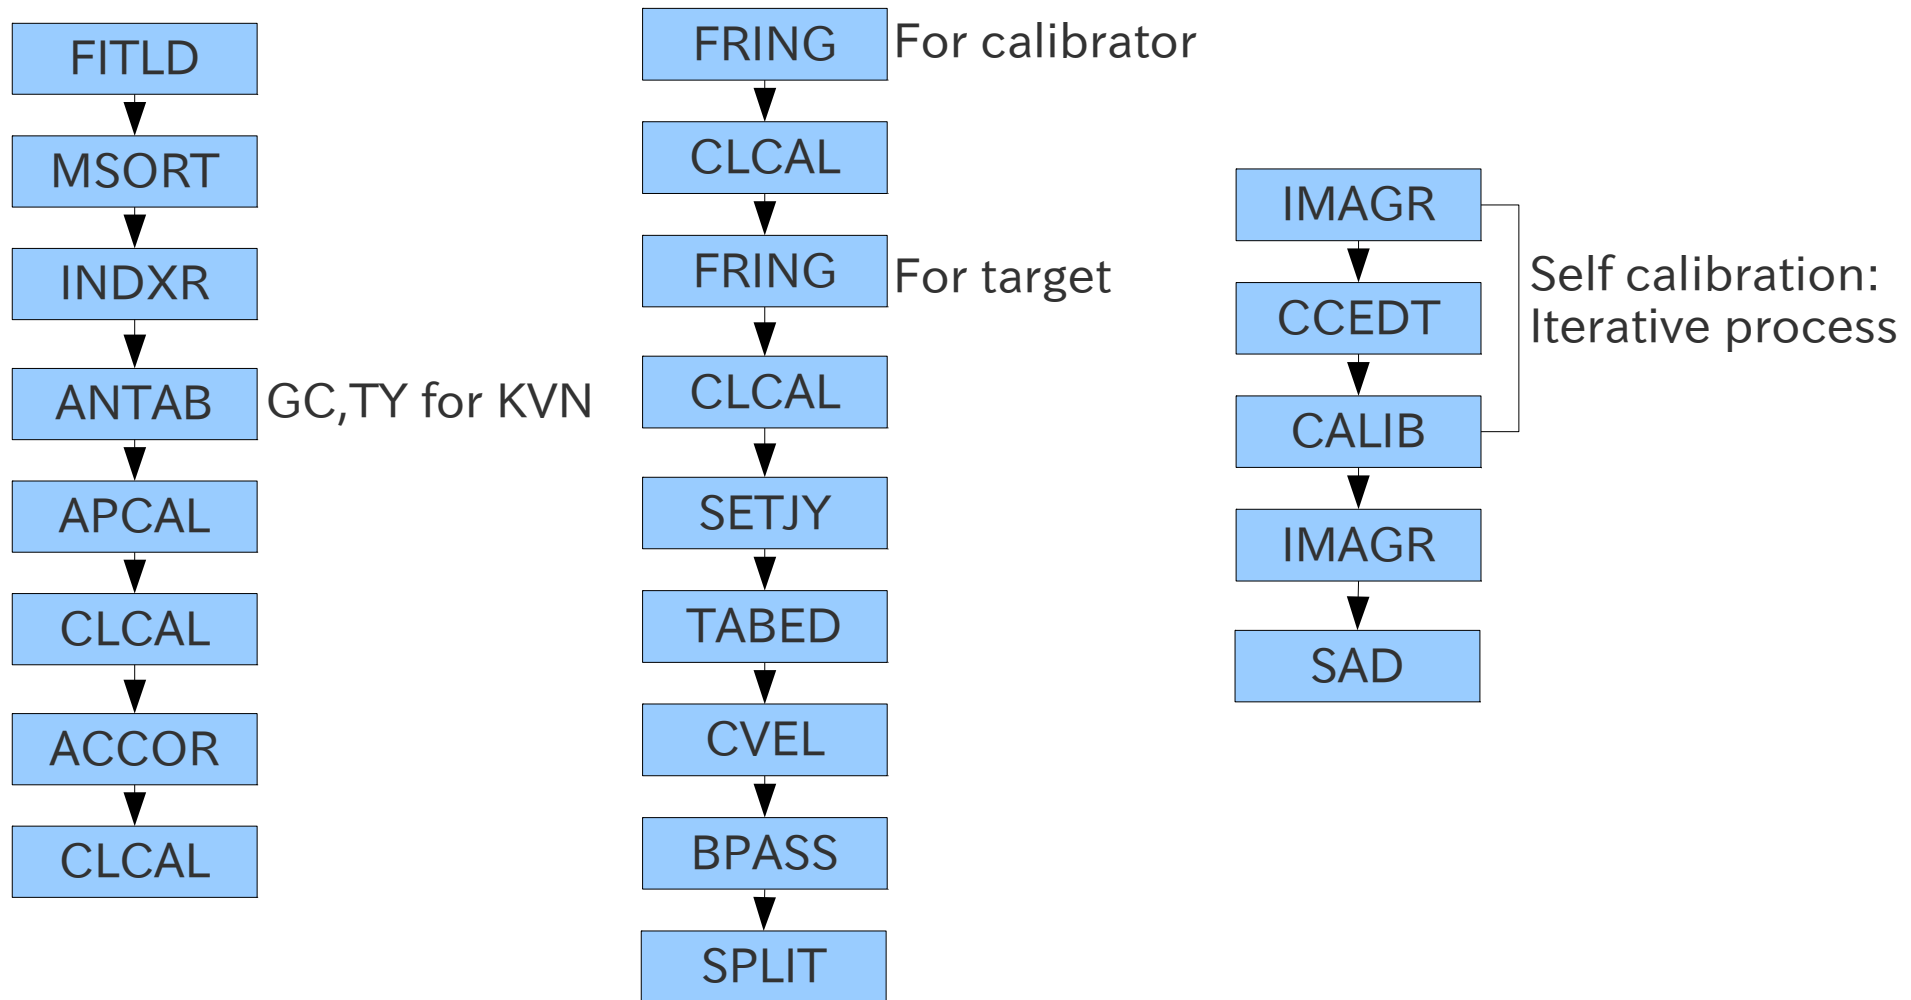 FITLD
MSORT
INDXR
ANTAB
GC,TY for KVN
APCAL
CLCAL
ACCOR
CLCAL
FRING
For calibrator
CLCAL
FRING
For target
CLCAL
SETJY
TABED
CVEL
BPASS
SPLIT
IMAGR
CCEDT
CALIB
Self calibration:
Iterative process
IMAGR
SAD